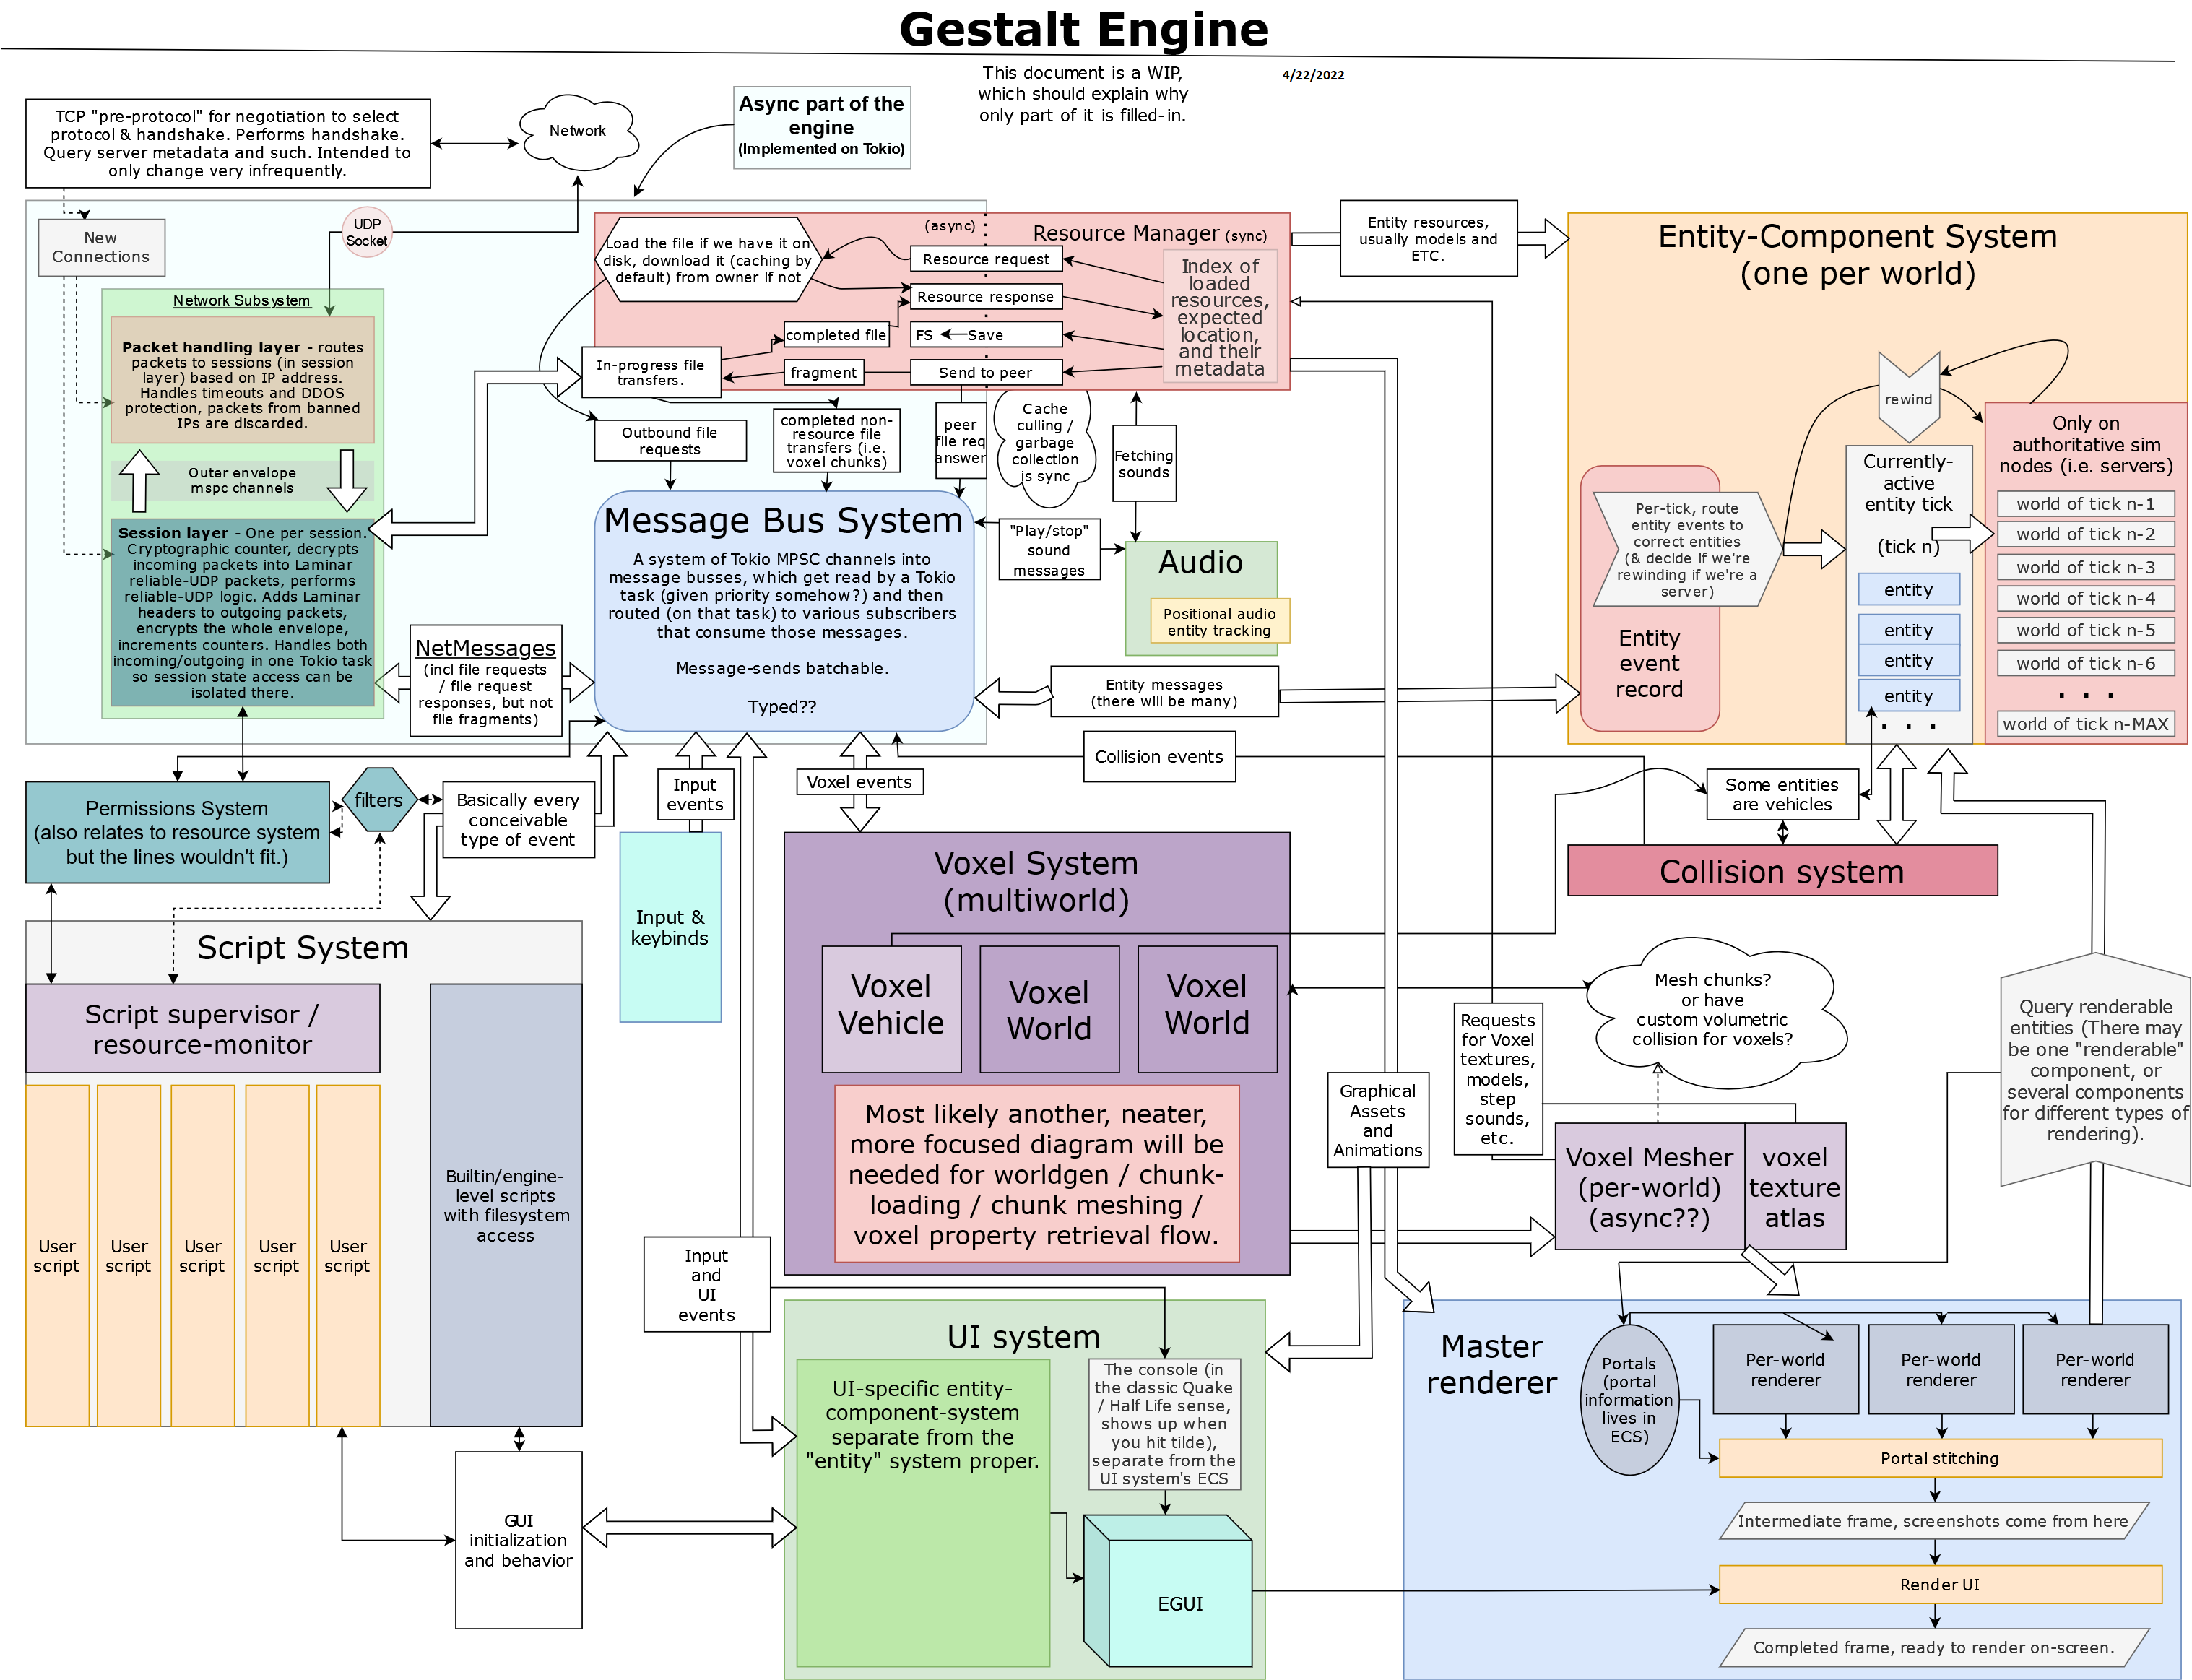 Gestalt Engine
This document is a WIP,
which should explain why
only part of it is filled-in.
4/22/2022
TCP "pre-protocol" for negotiation to select
protocol & handshake. Performs handshake.
Query server metadata and such. Intended to
only change very infrequently.
Network
Async part of the
engine
(Implemented on Tokio)
New
Connections
UDP
Socket
Network Subsystem
Packet handling layer - routes
packets to sessions (in session
layer) based on IP address.
Handles timeouts and DDOS
protection, packets from banned
IPs are discarded.
Outer envelope
mspc channels
Session layer - One per session.
Cryptographic counter, decrypts
incoming packets into Laminar
reliable-UDP packets, performs
reliable-UDP logic. Adds Laminar
headers to outgoing packets,
encrypts the whole envelope,
increments counters. Handles both
incoming/outgoing in one Tokio task
so session state access can be
isolated there.
Load the file if we have it on
disk, download it (caching by
default) from owner if not
(async)
Resource Manager (sync)
Resource request
Resource response
completed file
FS
Save
In-progress file
transfers.
fragment
Send to peer
Index of
loaded
resources,
expected
location,
and their
metadata
Outbound file
requests
completed non-
resource file
transfers (i.e.
voxel chunks)
peer
file req
answer
Cache
culling /
garbage
collection
is sync
Fetching
sounds
Entity resources,
usually models and
ETC.
Entity-Component System
(one per world)
rewind
Currently-
active
entity tick
(tick n)
entity
entity
entity
entity
. . .
Only on
authoritative sim
nodes (i.e. servers)
world of tick n-1
world of tick n-2
world of tick n-3
world of tick n-4
world of tick n-5
world of tick n-6
. . .
world of tick n-MAX
Per-tick, route
entity events to
correct entities
(& decide if we're
rewinding if we're a
server)
Entity
event
record
Message Bus System
A system of Tokio MPSC channels into
message busses, which get read by a Tokio
task (given priority somehow?) and then
routed (on that task) to various subscribers
that consume those messages.
Message-sends batchable.
Typed??
"Play/stop"
sound
messages
Audio
Positional audio
entity tracking
NetMessages
(incl file requests
/ file request
responses, but not
file fragments)
Entity messages
(there will be many)
Collision events
Permissions System
(also relates to resource system
but the lines wouldn't fit.)
filters
Basically every
conceivable
type of event
Input
events
Voxel events
Some entities
are vehicles
Collision system
Input &
keybinds
Voxel System
(multiworld)
Voxel
Vehicle
Voxel
World
Voxel
World
Most likely another, neater,
more focused diagram will be
needed for worldgen / chunk-
loading / chunk meshing /
voxel property retrieval flow.
Script System
Script supervisor /
resource-monitor
User
script
User
script
User
script
User
script
User
script
Builtin/engine-
level scripts
with filesystem
access
Mesh chunks?
or have
custom volumetric
collision for voxels?
Requests
for Voxel
textures,
models,
step
sounds,
etc.
Graphical
Assets
and
Animations
Query renderable
entities (There may
be one "renderable"
component, or
several components
for different types of
rendering).
Voxel Mesher
(per-world)
(async??)
voxel
texture
atlas
Input
and
UI
events
UI system
UI-specific entity-
component-system
separate from the
"entity" system proper.
The console (in
the classic Quake
/ Half Life sense,
shows up when
you hit tilde),
separate from the
UI system's ECS
EGUI
GUI
initialization
and behavior
Master
renderer
Portals
(portal
information
lives in
ECS)
Per-world
renderer
Per-world
renderer
Per-world
renderer
Portal stitching
Intermediate frame, screenshots come from here
Render UI
Completed frame, ready to render on-screen.